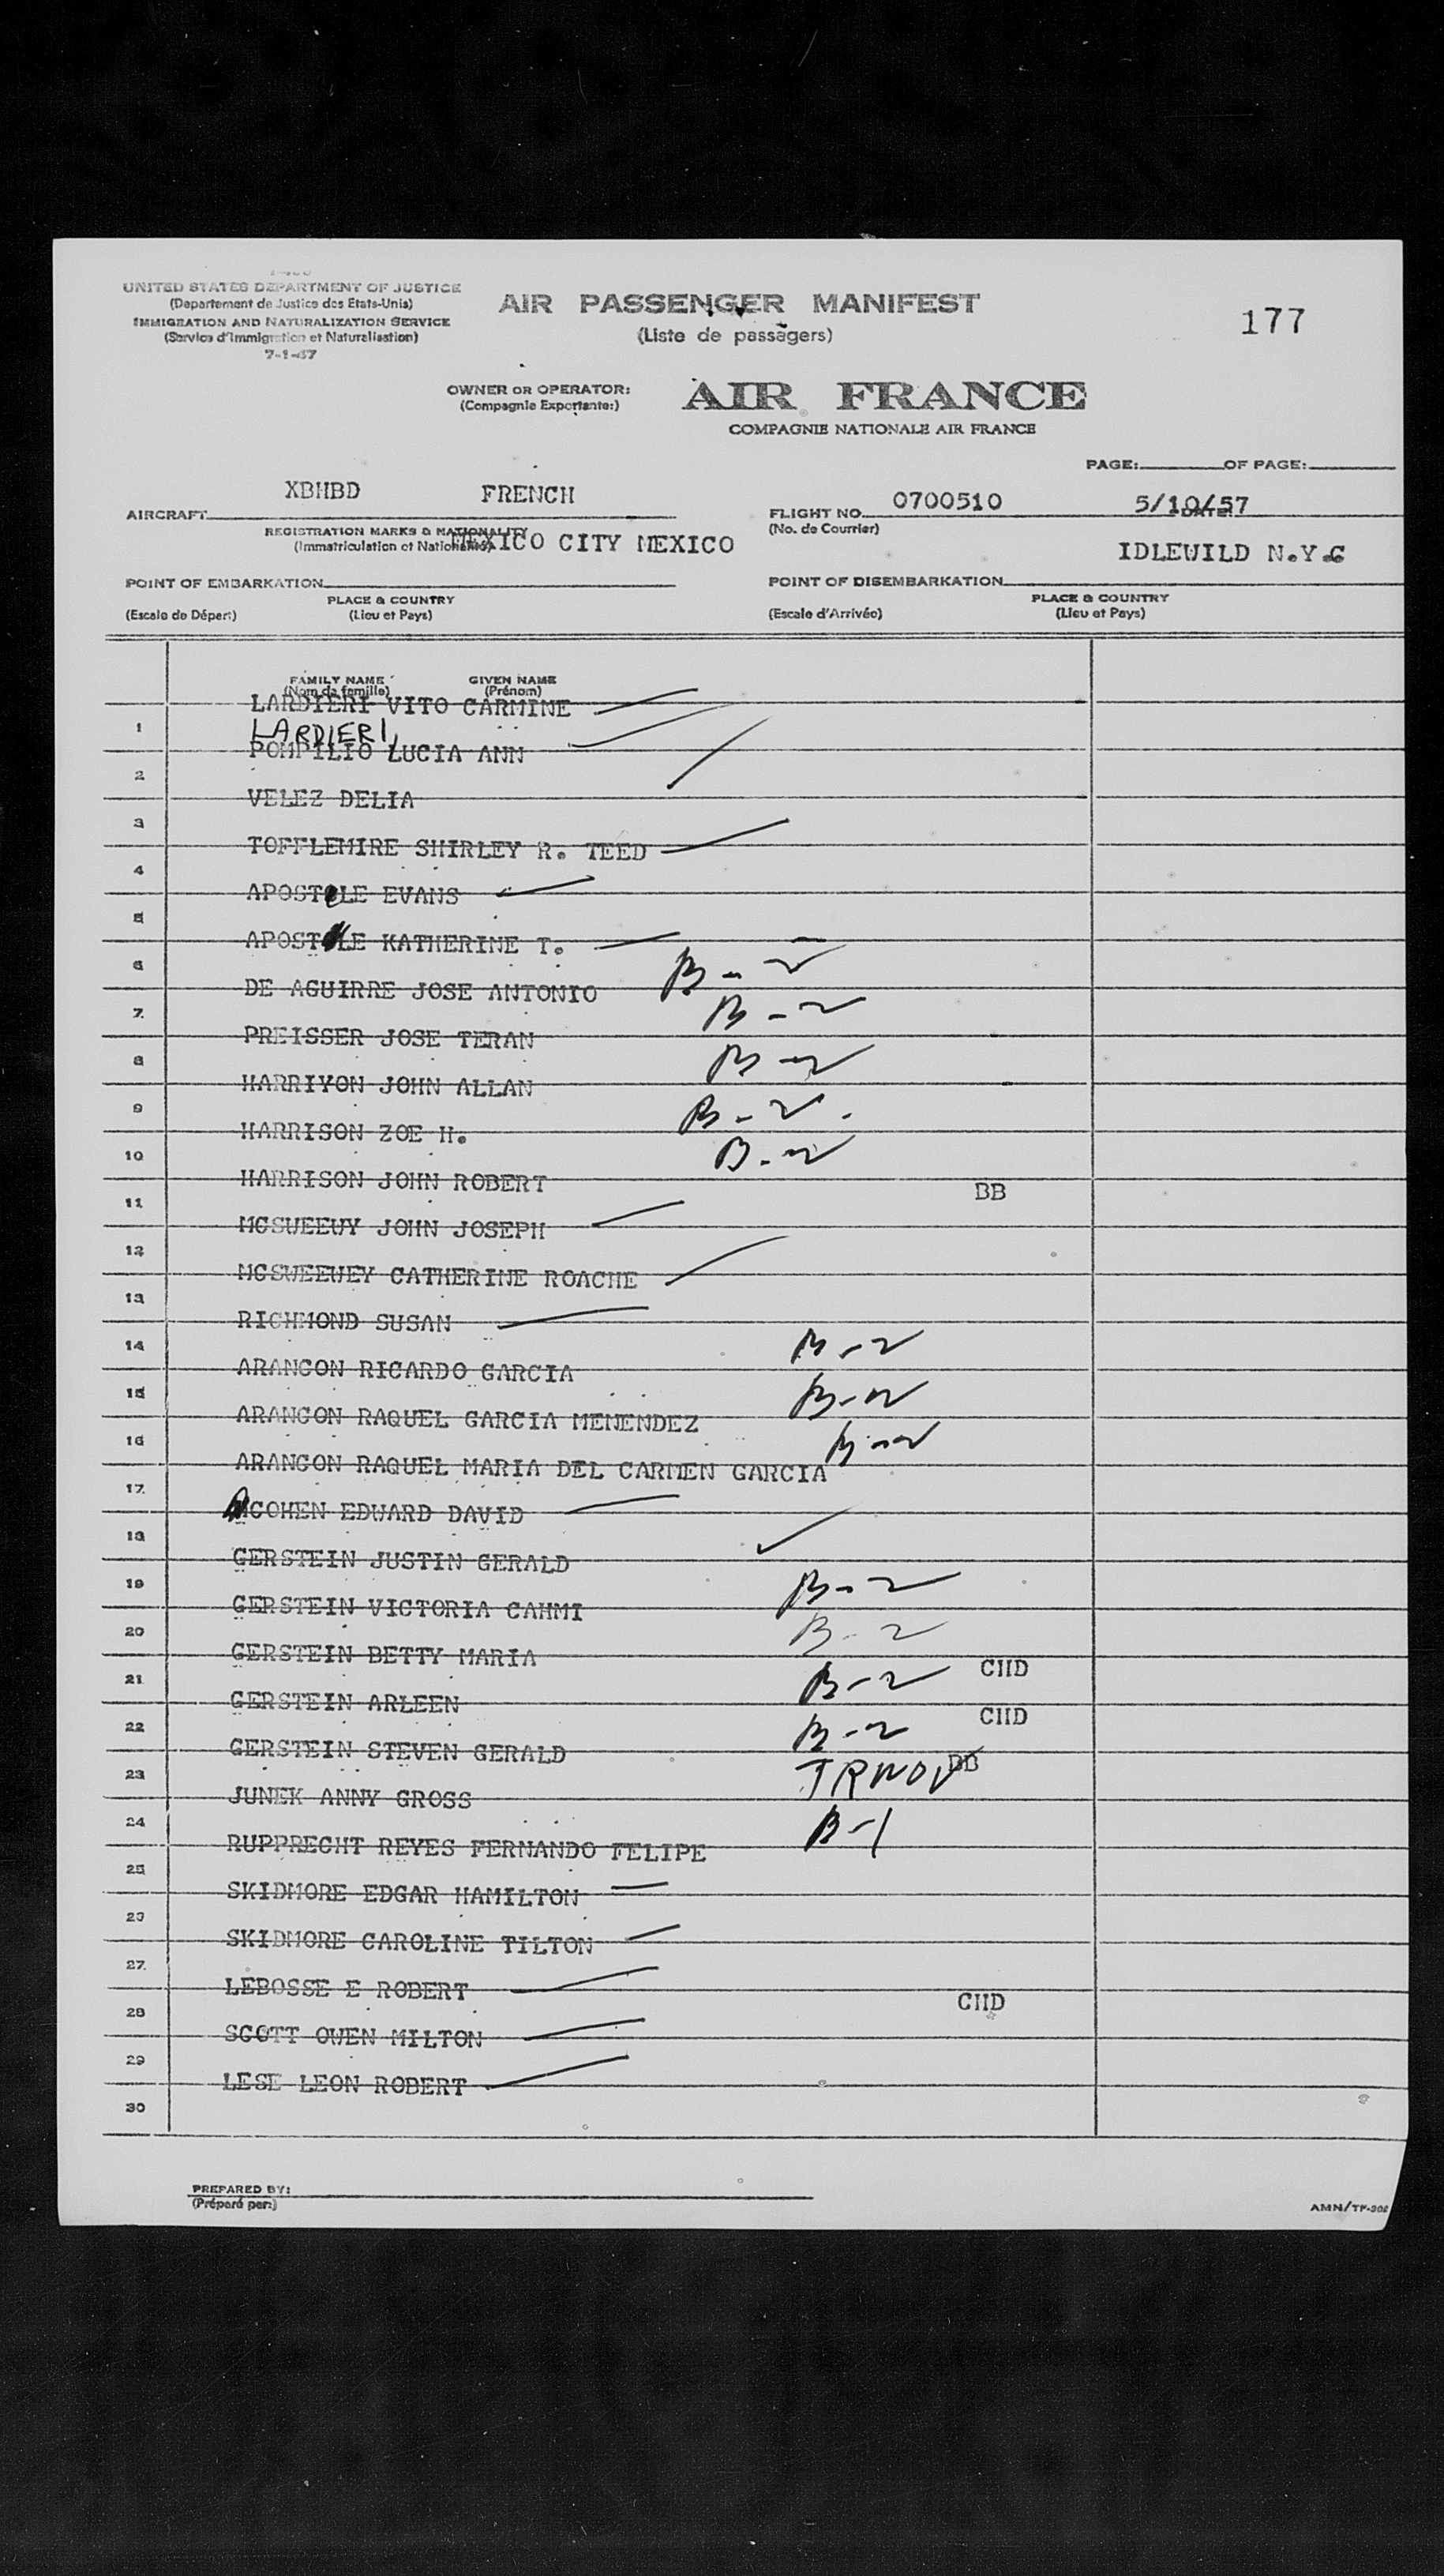 UNITED STATES DEPARTMENT OF JUSTICE
(Departement de Justice des Etats-Unis)
IMMIGRATION AND NATURALIZATION SERVICE
(Service d'Immigration et Naturalisation)
7-1-57
AIR PASSENGER MANIFEST
(Liste de passagers)
177
OWNER OR OPERATOR:
(Compagnie Exportante:)
AIR FRANCE
COMPAGNIE NATIONALE AIR FRANCE
PAGE: OF PAGE:
XBHBD FRENCH
AIRCRAFT
REGISTRATION MARKS & NATIONALITY
(Immatriculation et Nationalité)
FLIGHT NO. 0700510
(No. de Courrier)
5/10/57
DATE
MEXICO CITY MEXICO
IDLEWILD N.Y.C
POINT OF EMBARKATION
PLACE & COUNTRY
(Escale de Départ) (Lieu et Pays)
POINT OF DISEMBARKATION
PLACE & COUNTRY
(Escale d'Arrivée) (Lieu et Pays)
FAMILY NAME GIVEN NAME
(Nom de famille) (Prénom)
LARDIERI VITO CARMINE
1 LARDIERI,
POMPILIO LUCIA ANN
2
VELEZ DELIA
3
TOFFLEMIRE SHIRLEY R. TEED
4
APOSTOLE EVANS
5
APOSTOLE KATHERINE T.
6 B-2
DE AGUIRRE JOSE ANTONIO
7. B-2
PREISSER JOSE TERAN
8 B-2
HARRIYON JOHN ALLAN
9 B-2
HARRISON ZOE H.
10 B-2
HARRISON JOHN ROBERT
11 BB
MCSWEEUY JOHN JOSEPH
12
MCSWEEWEY CATHERINE ROACHE
13
RICHMOND SUSAN
14 B-2
ARANGON RICARDO GARCIA
15 B-2
ARANGON RAQUEL GARCIA MENENDEZ
16 B-2
ARANGON RAQUEL MARIA DEL CARMEN GARCIA
17.
COHEN EDWARD DAVID
18
GERSTEIN JUSTIN GERALD
19 B-2
GERSTEIN VICTORIA CAHMI
20 B-2
GERSTEIN BETTY MARIA
21 B-2 CHD
GERSTEIN ARLEEN
22 B-2 CHD
GERSTEIN STEVEN GERALD
23 TRWOV BB
JUNEK ANNY GROSS
24 B-1
RUPPRECHT REYES FERNANDO FELIPE
25
SKIDMORE EDGAR HAMILTON
26
SKIDMORE CAROLINE TILTON
27.
LEBOSSE E ROBERT
28 CHD
SCOTT OWEN MILTON
29
LESE LEON ROBERT
30
PREPARED BY:
(Préparé par:)
AMN/TF-302